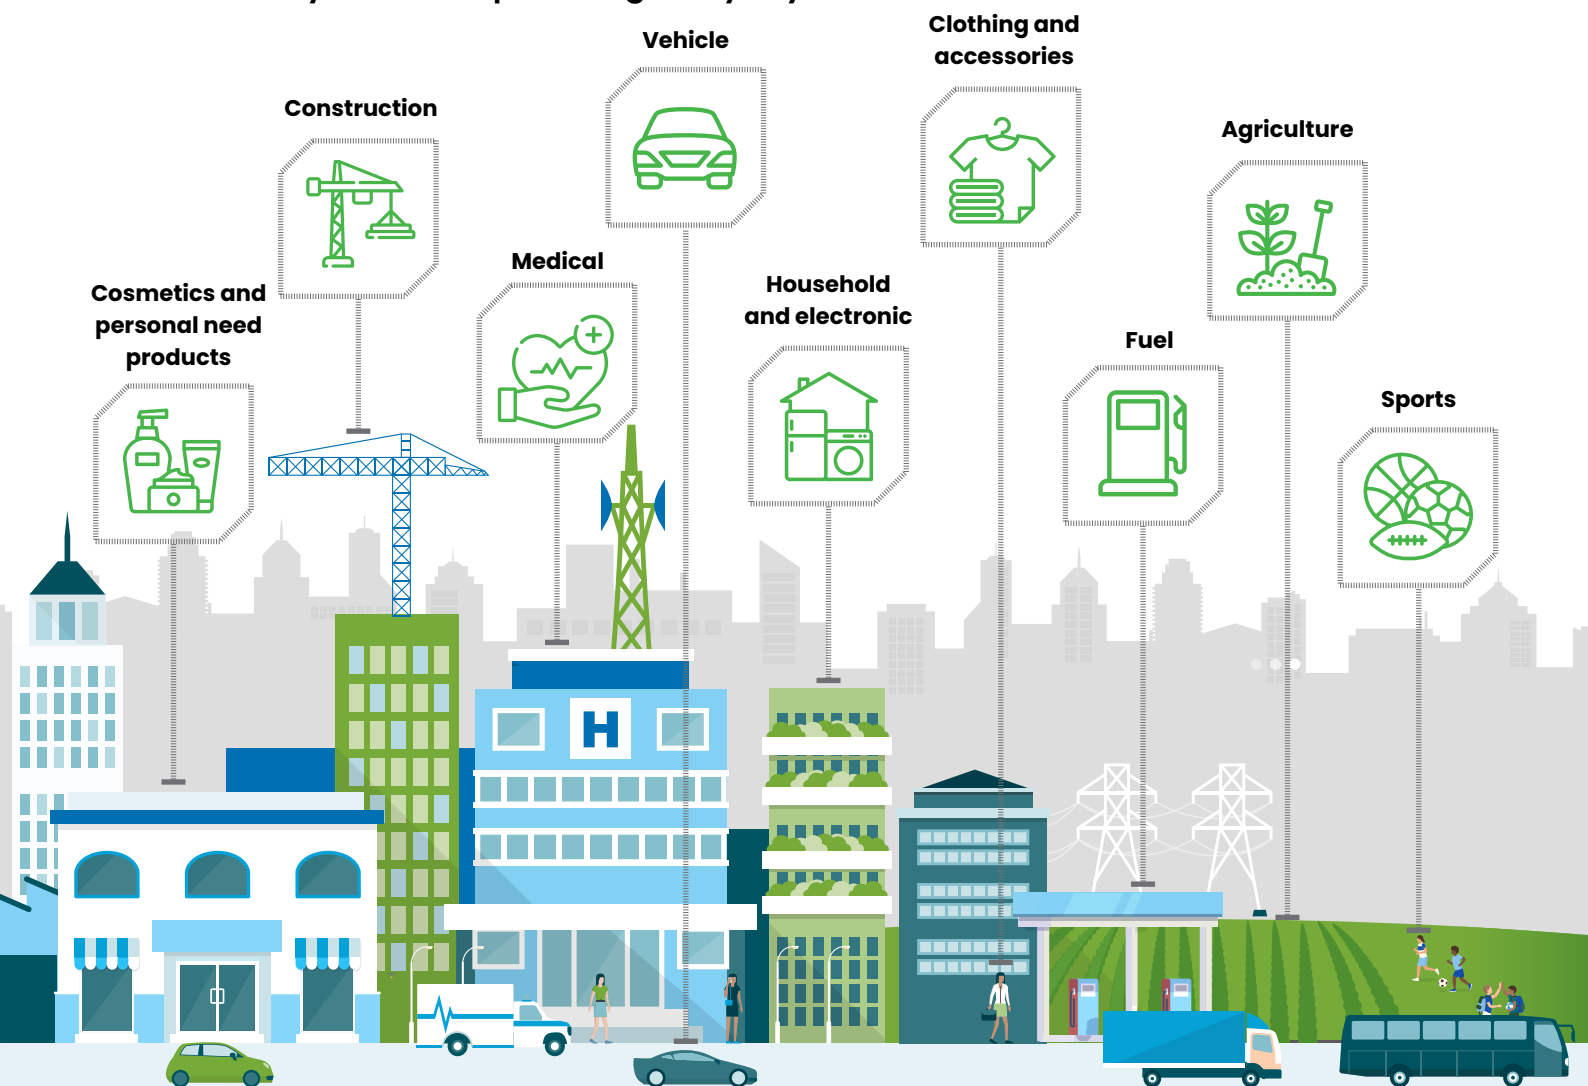 Clothing and
accessories
Vehicle
Construction
Agriculture
Medical
Household
and electronic
Cosmetics and
personal need
products
Fuel
Sports
H